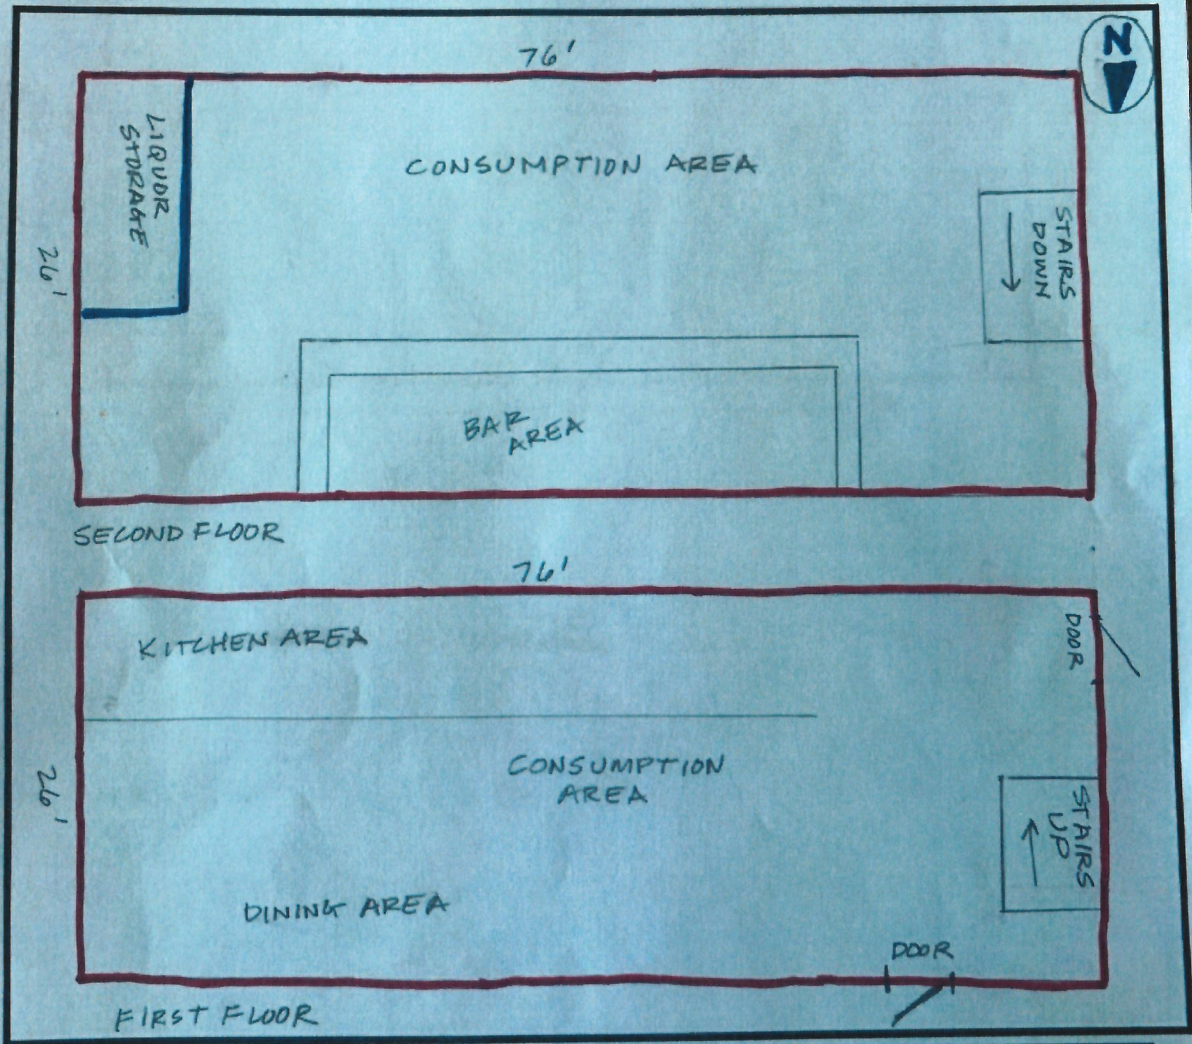 N
76'
LIQUOR
STORAGE
CONSUMPTION AREA
STAIRS
DOWN
26'
BAR
AREA
SECOND FLOOR
76'
KITCHEN AREA
DOOR
CONSUMPTION
AREA
26'
STAIRS
UP
DINING AREA
DOOR
FIRST FLOOR